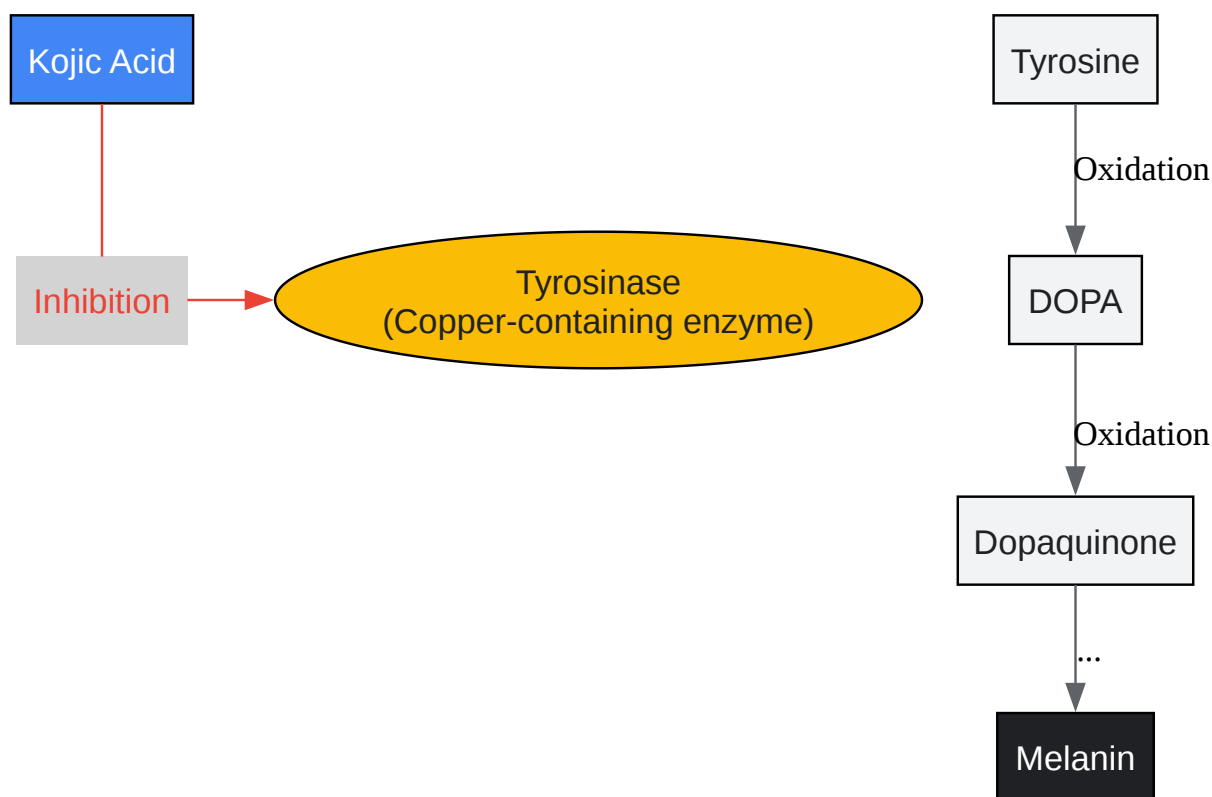 Kojic Acid
Tyrosine
Oxidation
Inhibition
Tyrosinase
(Copper-containing enzyme)
DOPA
Oxidation
Dopaquinone
...
Melanin